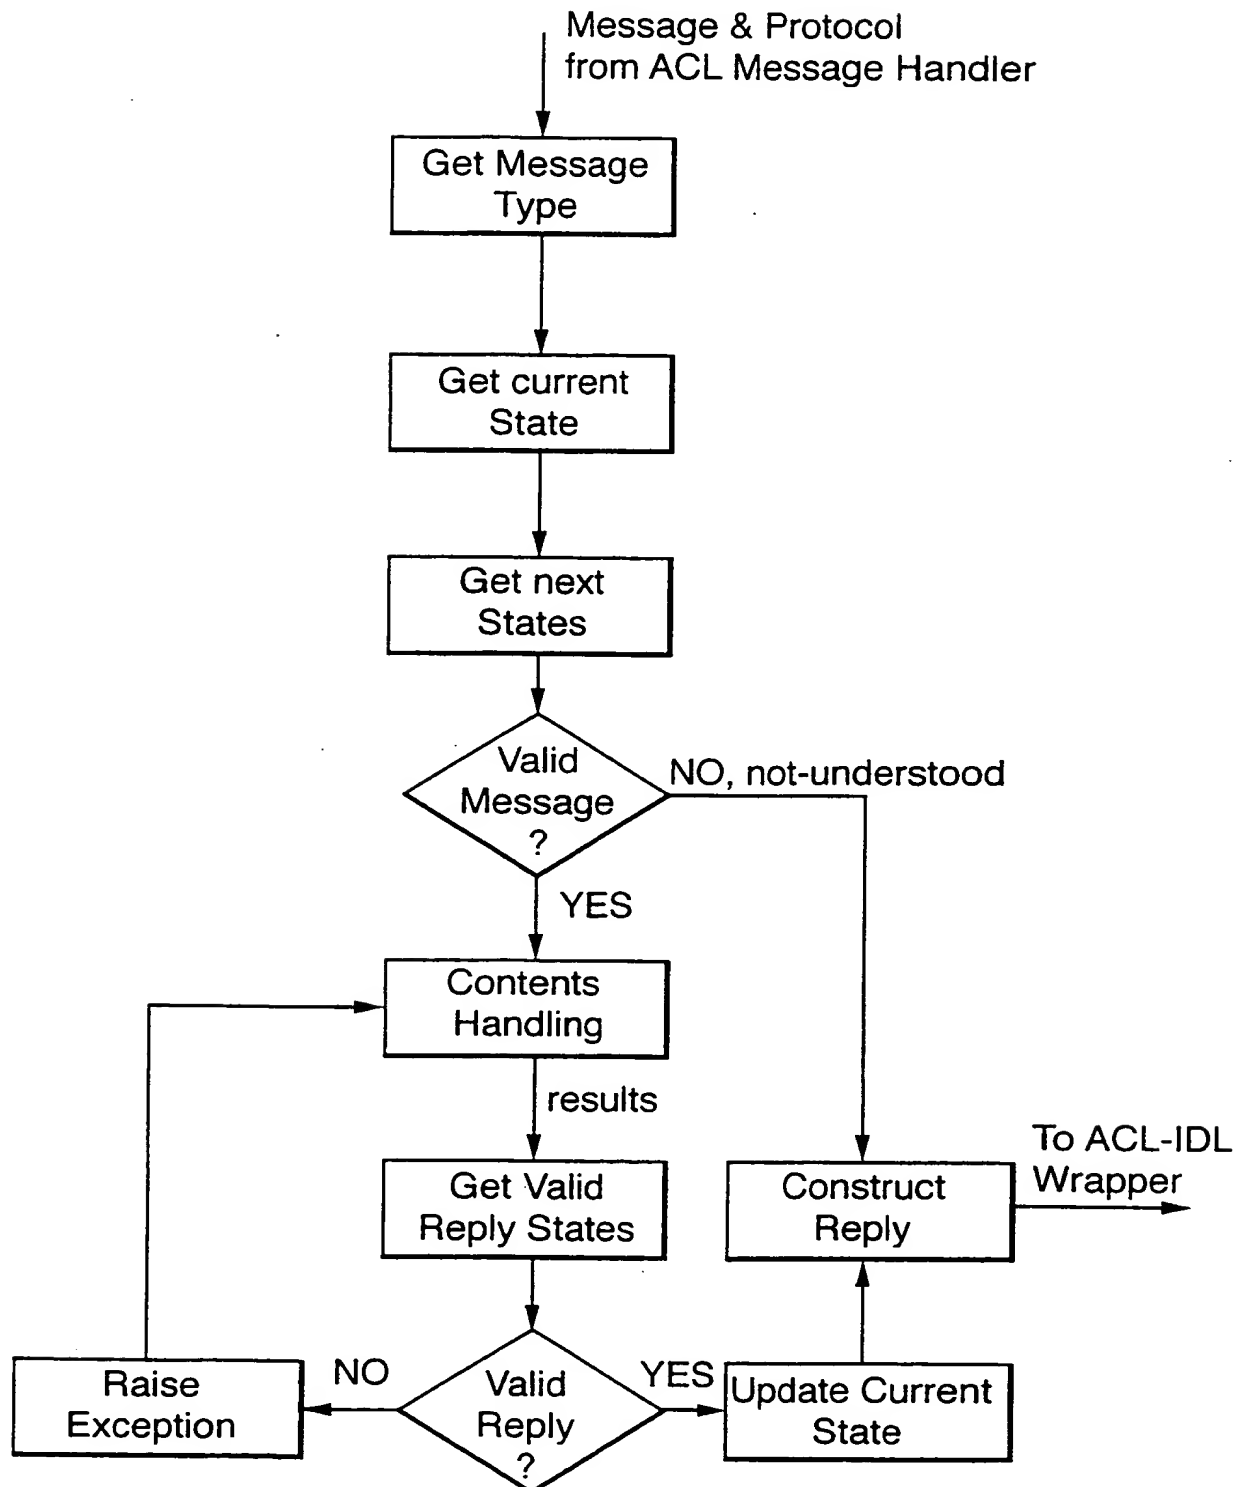 Message & Protocol
from ACL Message Handler
Get Message
Type
Get current
State
Get next
States
Valid
Message
?
NO, not-understood
YES
Contents
Handling
results
To ACL-IDL
Wrapper
Get Valid
Reply States
Construct
Reply
NO
YES
Raise
Exception
Valid
Reply
?
Update Current
State